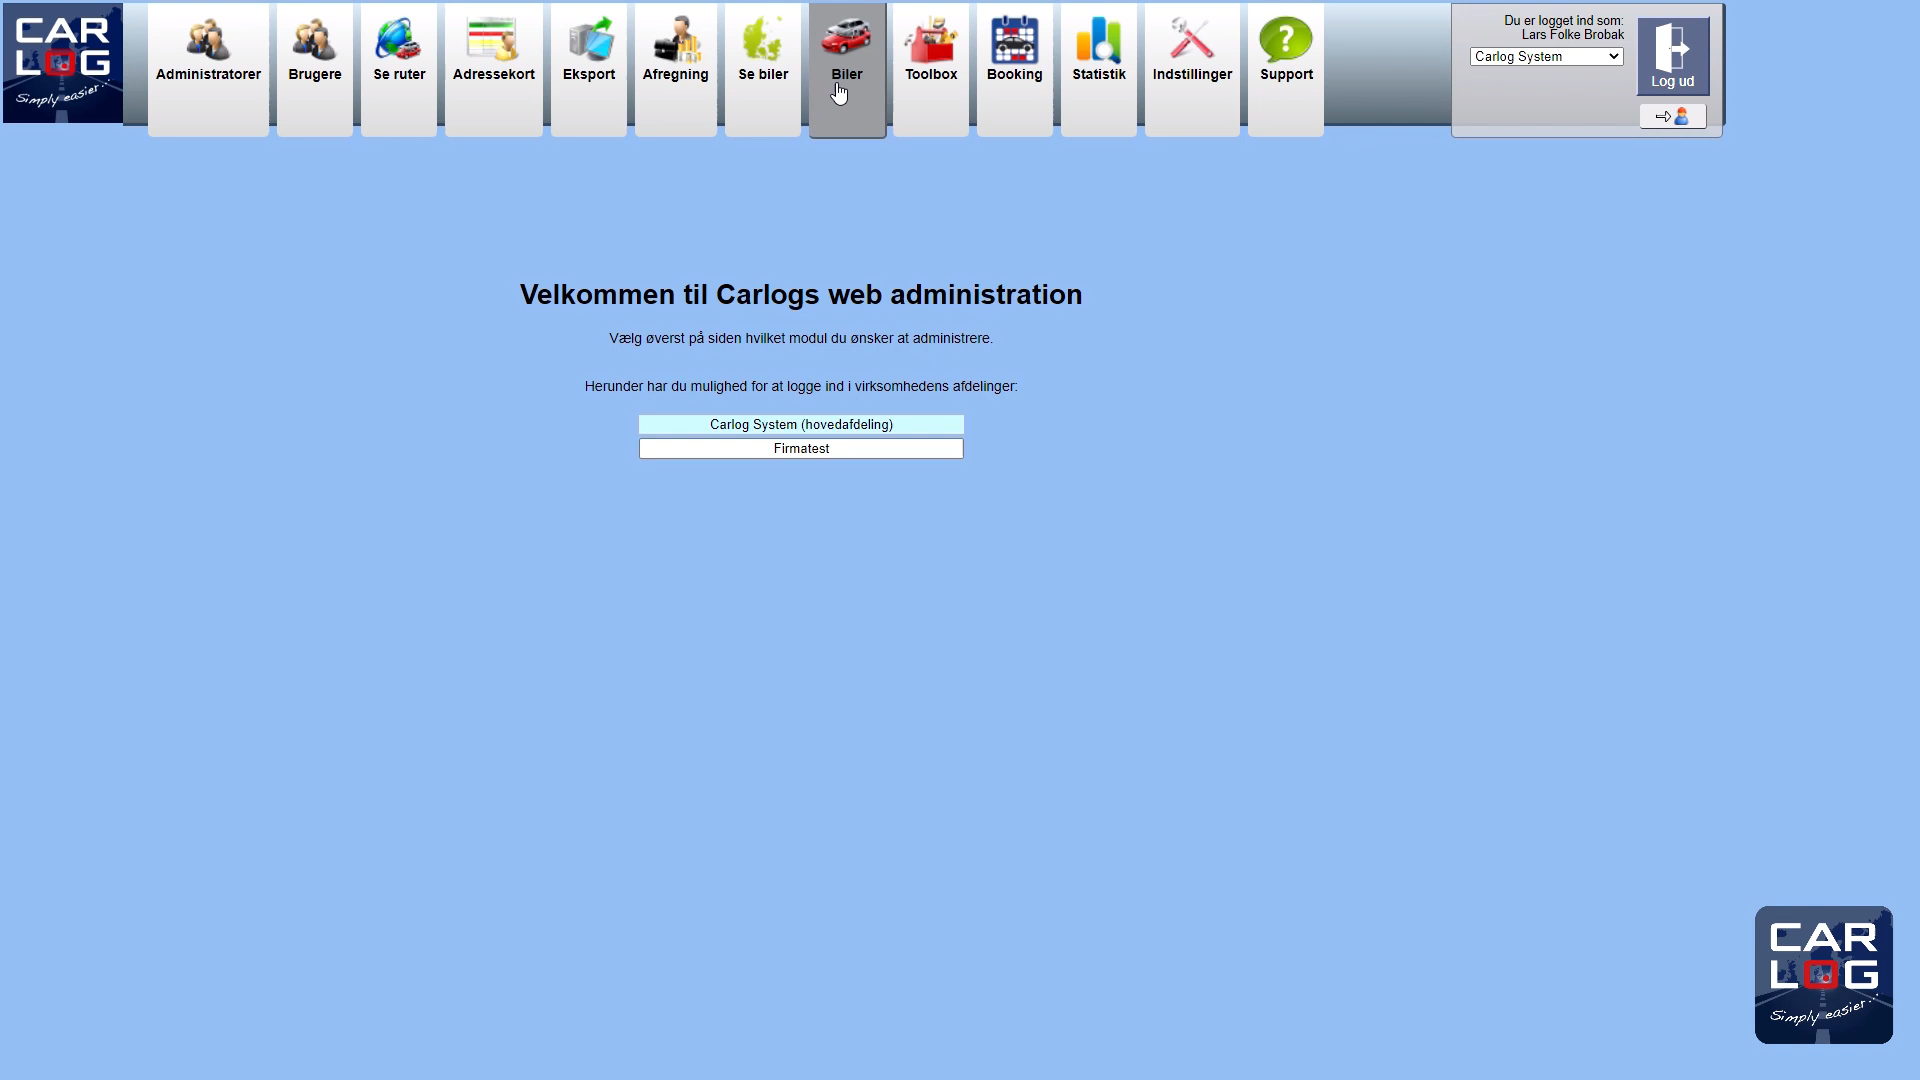 CAR
LOG
Simply easier...
Administratorer
Brugere
Se ruter
Adressekort
Eksport
Afregning
Se biler
Biler
Toolbox
Booking
Statistik
Indstillinger
?
Support
Du er logget ind som:
Lars Folke Brobak
Carlog System
Log ud
Velkommen til Carlogs web administration
Vælg øverst på siden hvilket modul du ønsker at administrere.
Herunder har du mulighed for at logge ind i virksomhedens afdelinger:
Carlog System (hovedafdeling)
Firmatest
CAR
LOG
Simply easier...